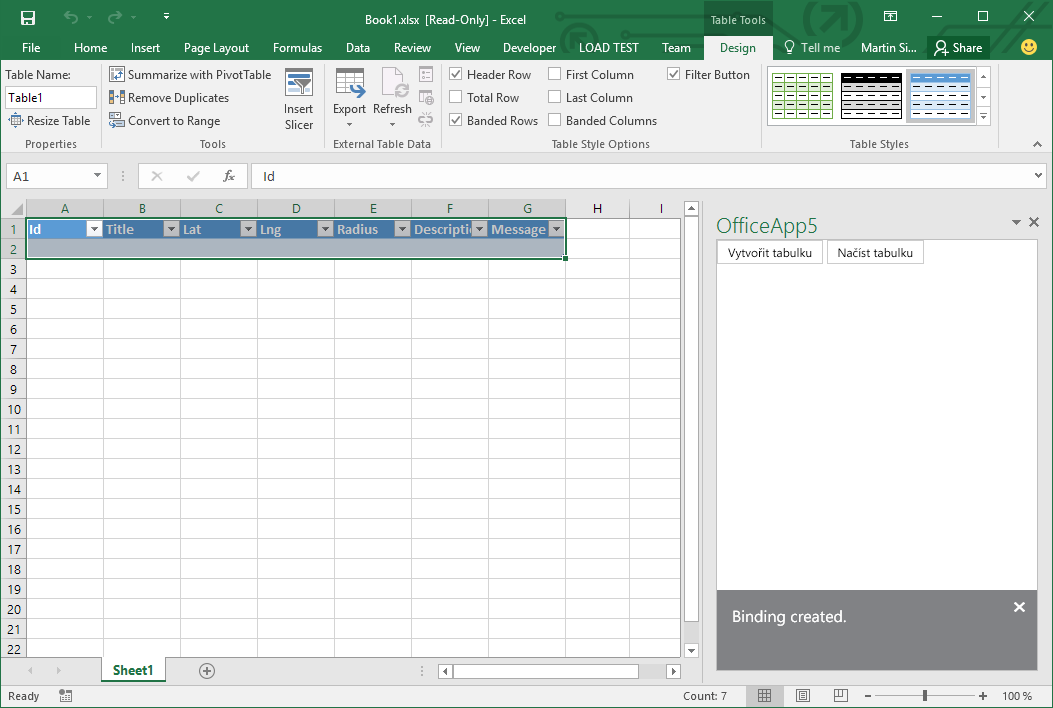 Book1.xlsx [Read-Only] - Excel
Table Tools
File Home Insert Page Layout Formulas Data Review View Developer LOAD TEST Team Design Tell me Martin Si... Share
Table Name:
Table1
Resize Table
Properties
Summarize with PivotTable
Remove Duplicates
Convert to Range
Tools
Insert
Slicer
Export
Refresh
External Table Data
Header Row First Column Filter Button
Total Row Last Column
Banded Rows Banded Columns
Table Style Options
Table Styles
A1 fx Id
A B C D E F G H I
1 Id Title Lat Lng Radius Descriptic Message
2
3
4
5
6
7
8
9
10
11
12
13
14
15
16
17
18
19
20
21
22
OfficeApp5
Vytvořit tabulku Načíst tabulku
Binding created.
Sheet1
Ready Count: 7 100 %